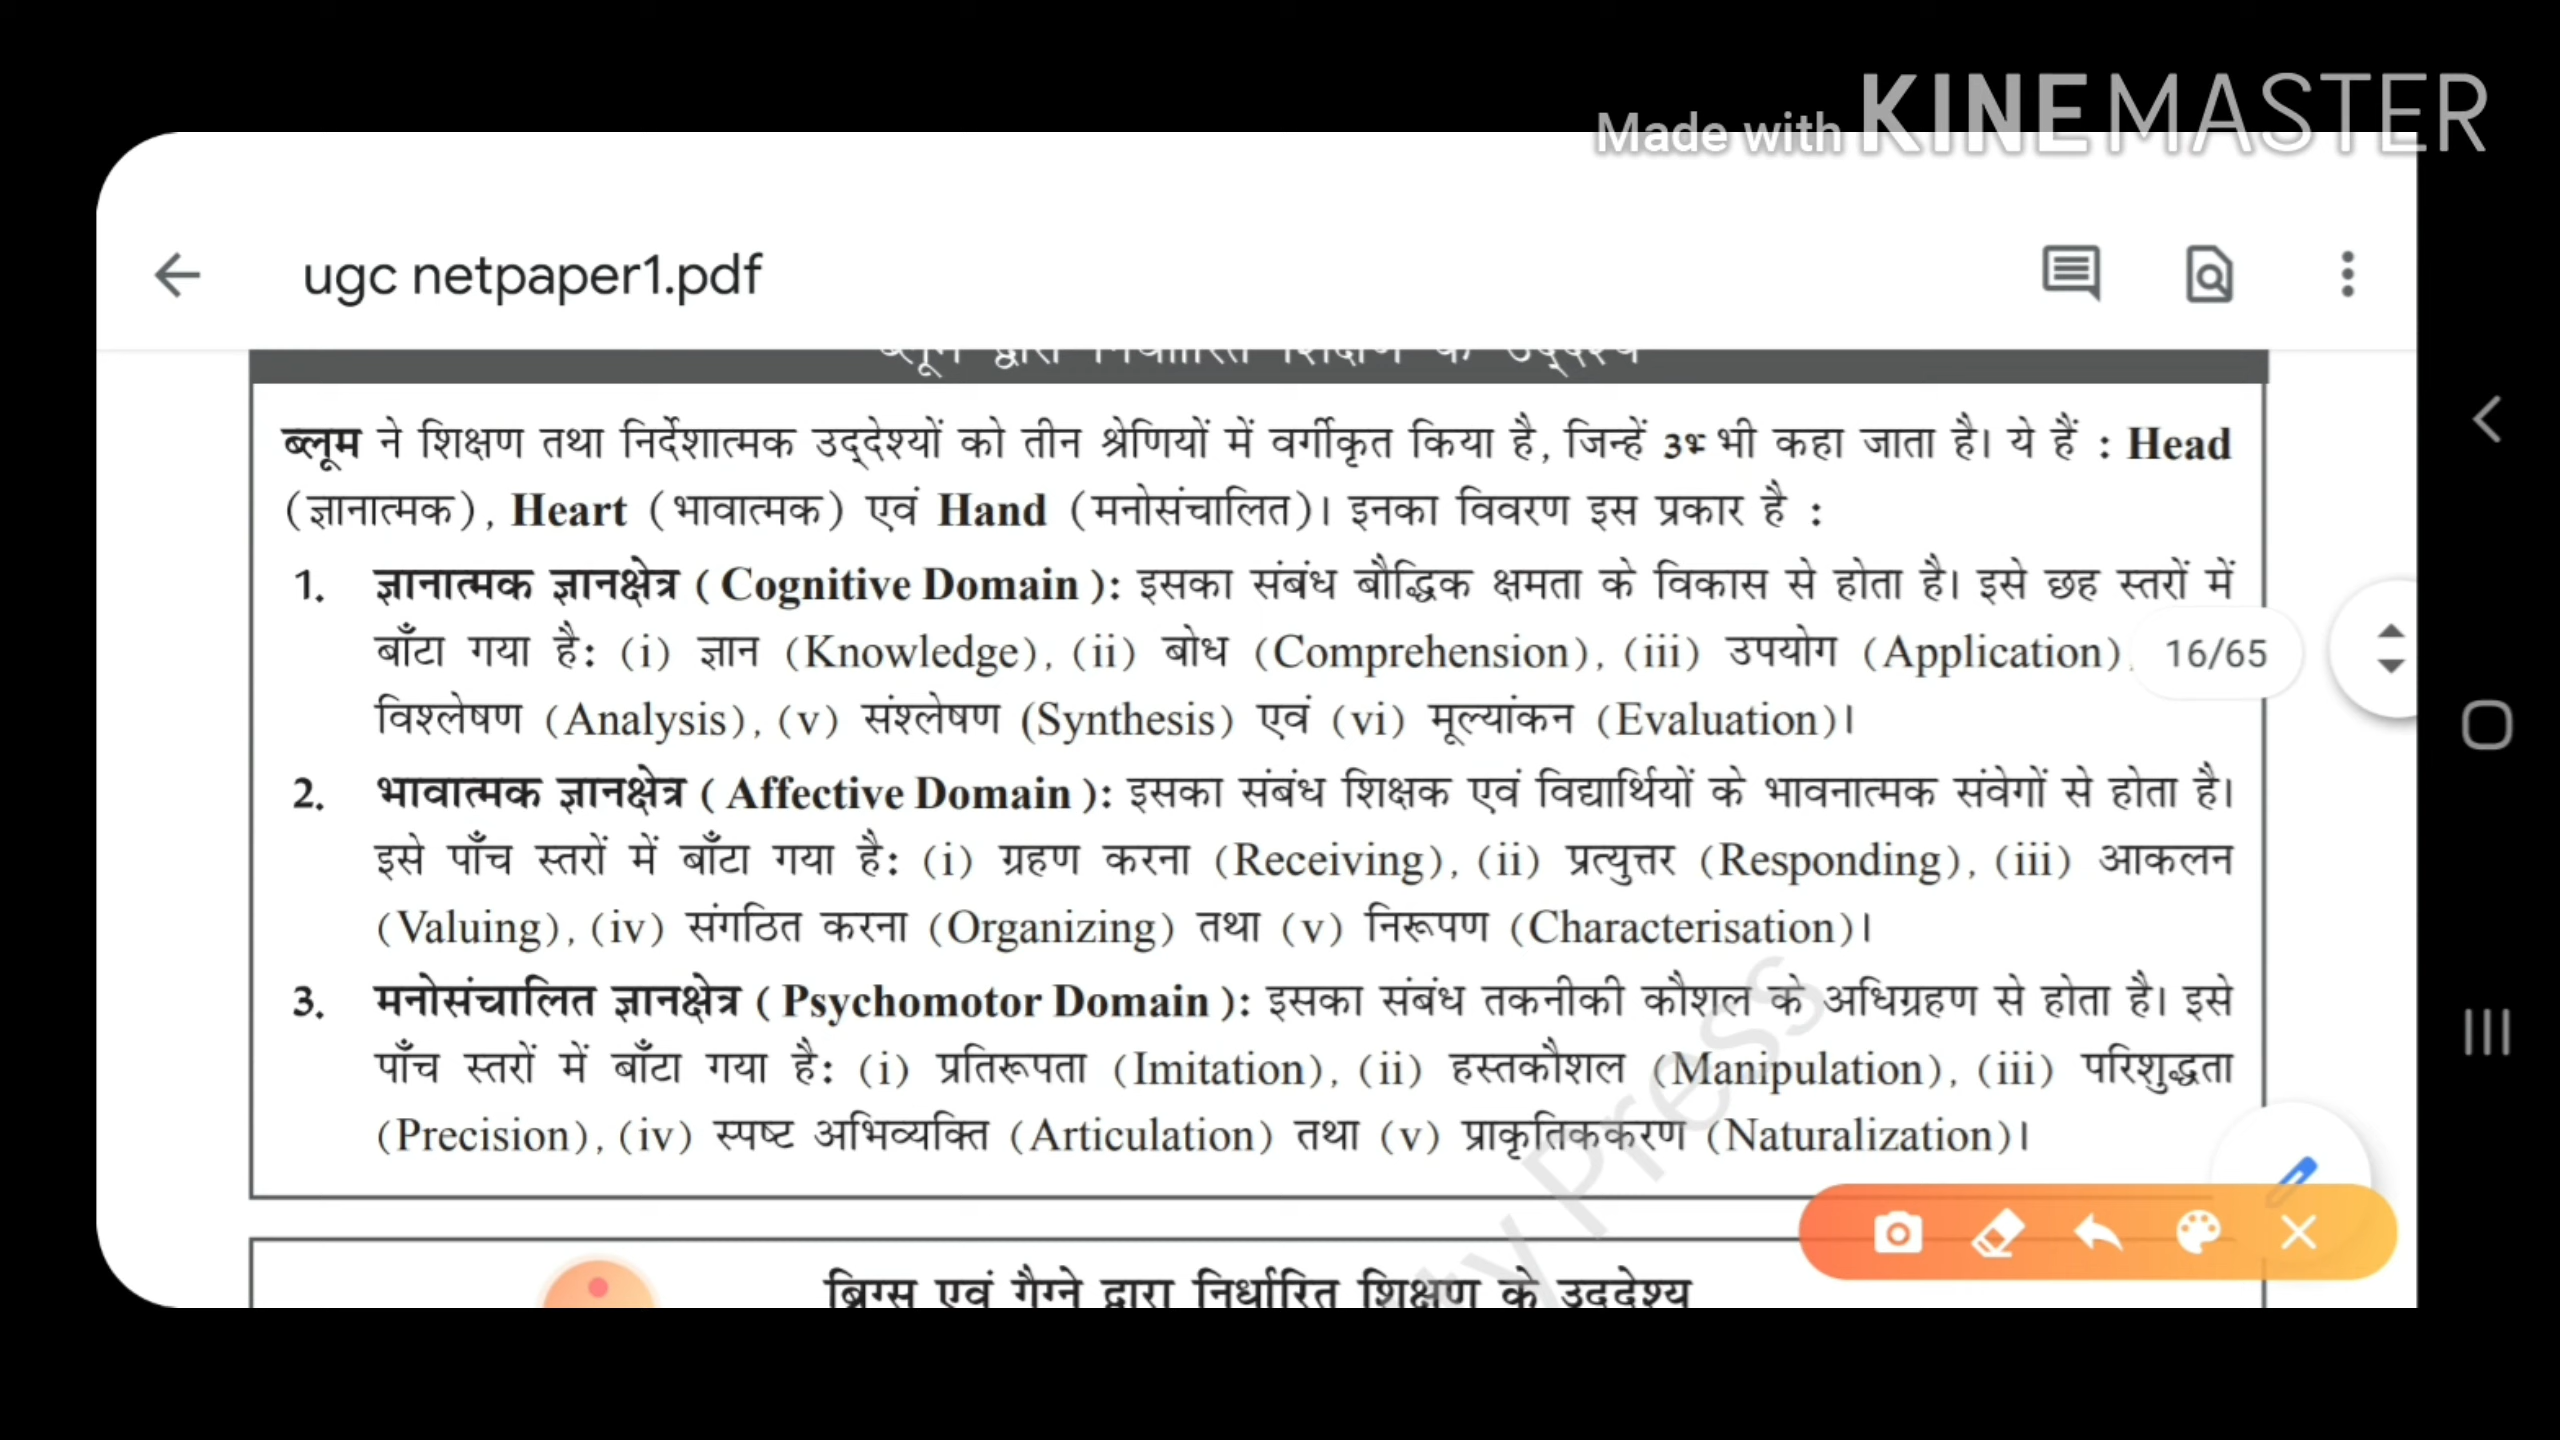 Made with KINEMASTER
ugc netpaper1.pdf
ब्लूम द्वारा निर्धारित शिक्षण के उद्देश्य
ब्लूम ने शिक्षण तथा निर्देशात्मक उद्देश्यों को तीन श्रेणियों में वर्गीकृत किया है, जिन्हें भी कहा जाता है। ये हैं : Head
(ज्ञानात्मक), Heart (भावात्मक) एवं Hand (मनोसंचालित)। इनका विवरण इस प्रकार है :
1. ज्ञानात्मक ज्ञानक्षेत्र ( Cognitive Domain ): इसका संबंध बौद्धिक क्षमता के विकास से होता है। इसे छह स्तरों में
बाँटा गया है: (i) ज्ञान (Knowledge), (ii) बोध (Comprehension), (iii) उपयोग (Application)
16/65
विश्लेषण (Analysis), (v) संश्लेषण (Synthesis) एवं (vi) मूल्यांकन (Evaluation)।
2. भावात्मक ज्ञानक्षेत्र ( Affective Domain ): इसका संबंध शिक्षक एवं विद्यार्थियों के भावनात्मक संवेगों से होता है।
इसे पाँच स्तरों में बाँटा गया है: (i) ग्रहण करना (Receiving), (ii) प्रत्युत्तर (Responding), (iii) आकलन
(Valuing), (iv) संगठित करना (Organizing) तथा (v) निरूपण (Characterisation)।
3. मनोसंचालित ज्ञानक्षेत्र ( Psychomotor Domain ): इसका संबंध तकनीकी कौशल के अधिग्रहण से होता है। इसे
पाँच स्तरों में बाँटा गया है: (i) प्रतिरूपता (Imitation), (ii) हस्तकौशल (Manipulation), (iii) परिशुद्धता
(Precision), (iv) स्पष्ट अभिव्यक्ति (Articulation) तथा (v) प्राकृतिककरण (Naturalization)।
Press
ब्रिग्स एवं गैग्ने द्वारा निर्धारित शिक्षण के उद्देश्य